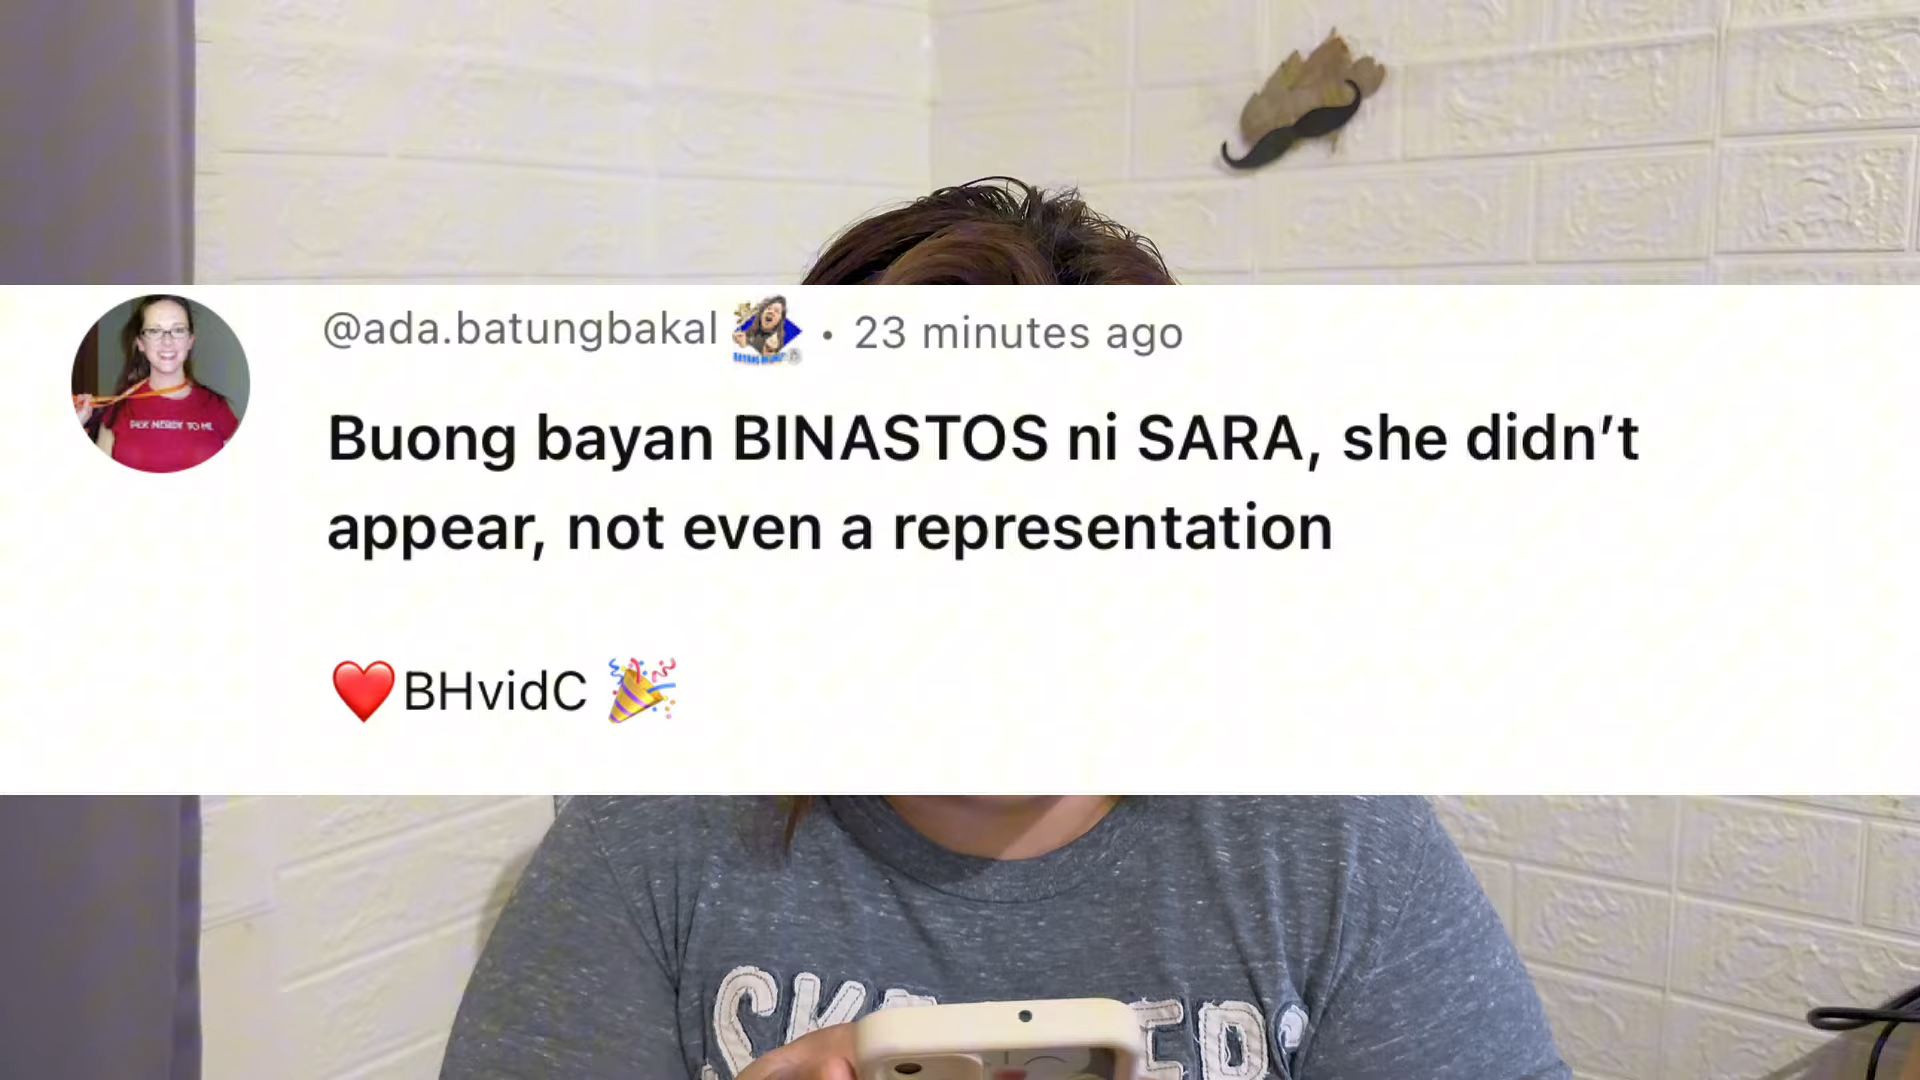 @ada.batungbakal · 23 minutes ago
Buong bayan BINASTOS ni SARA, she didn’t
appear, not even a representation
❤️BHvidC 🎉